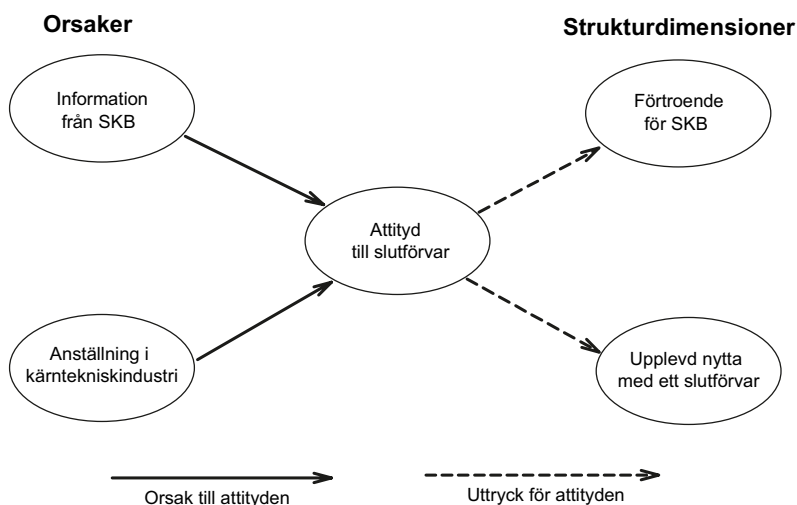 Orsaker
Strukturdimensioner
Information
från SKB
Förtroende
för SKB
Attityd
till slutförvar
Anställning i
kärntekniskindustri
Upplevd nytta
med ett slutförvar
Orsak till attityden
Uttryck för attityden